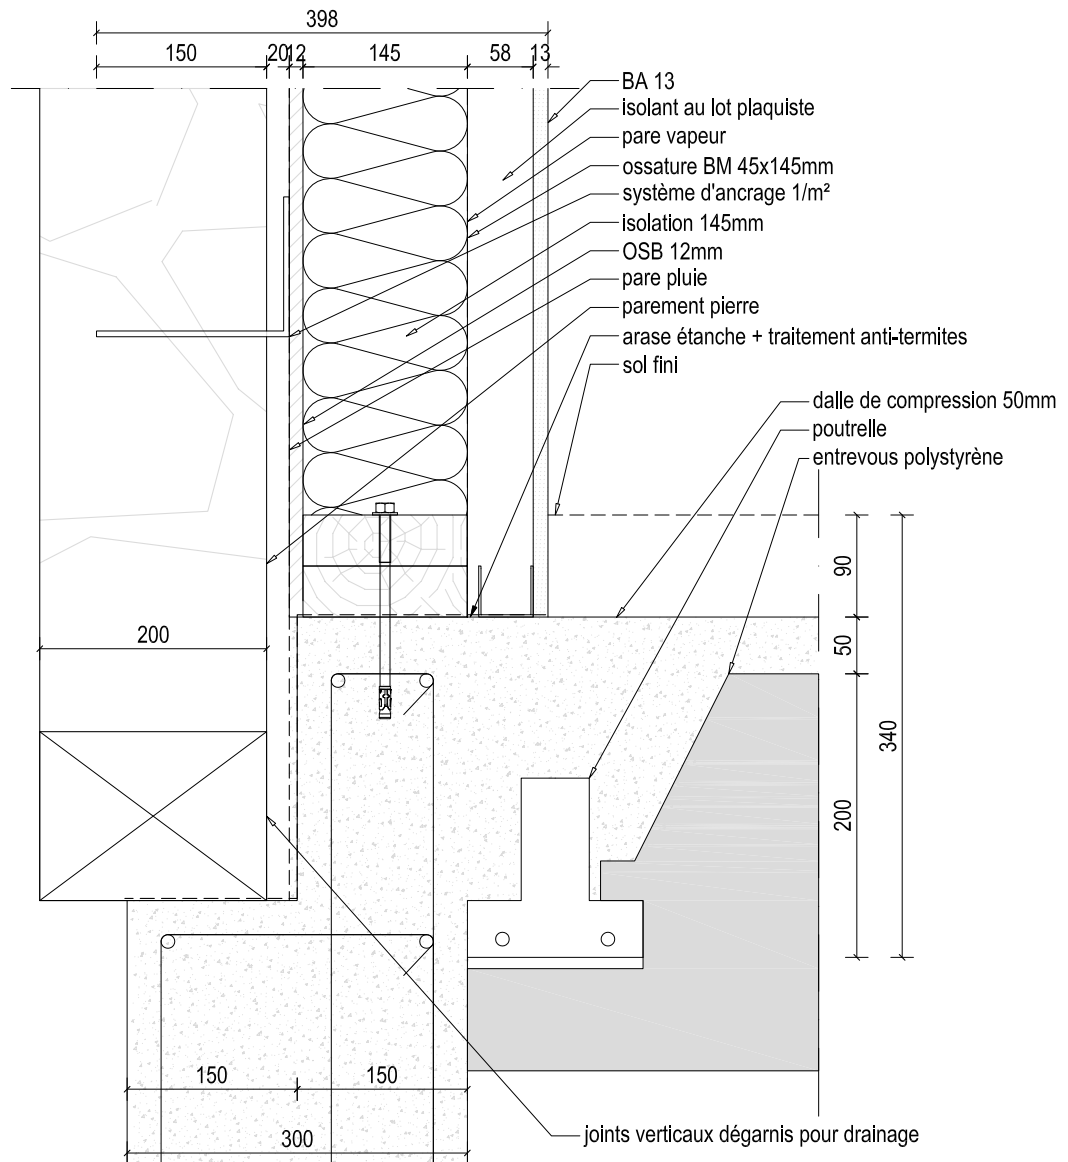 398
150
20
12
145
58
13
BA 13
isolant au lot plaquiste
pare vapeur
ossature BM 45x145mm
système d'ancrage 1/m²
isolation 145mm
OSB 12mm
pare pluie
parement pierre
arase étanche + traitement anti-termites
sol fini
dalle de compression 50mm
poutrelle
entrevous polystyrène
90
50
200
340
200
150
150
300
joints verticaux dégarnis pour drainage